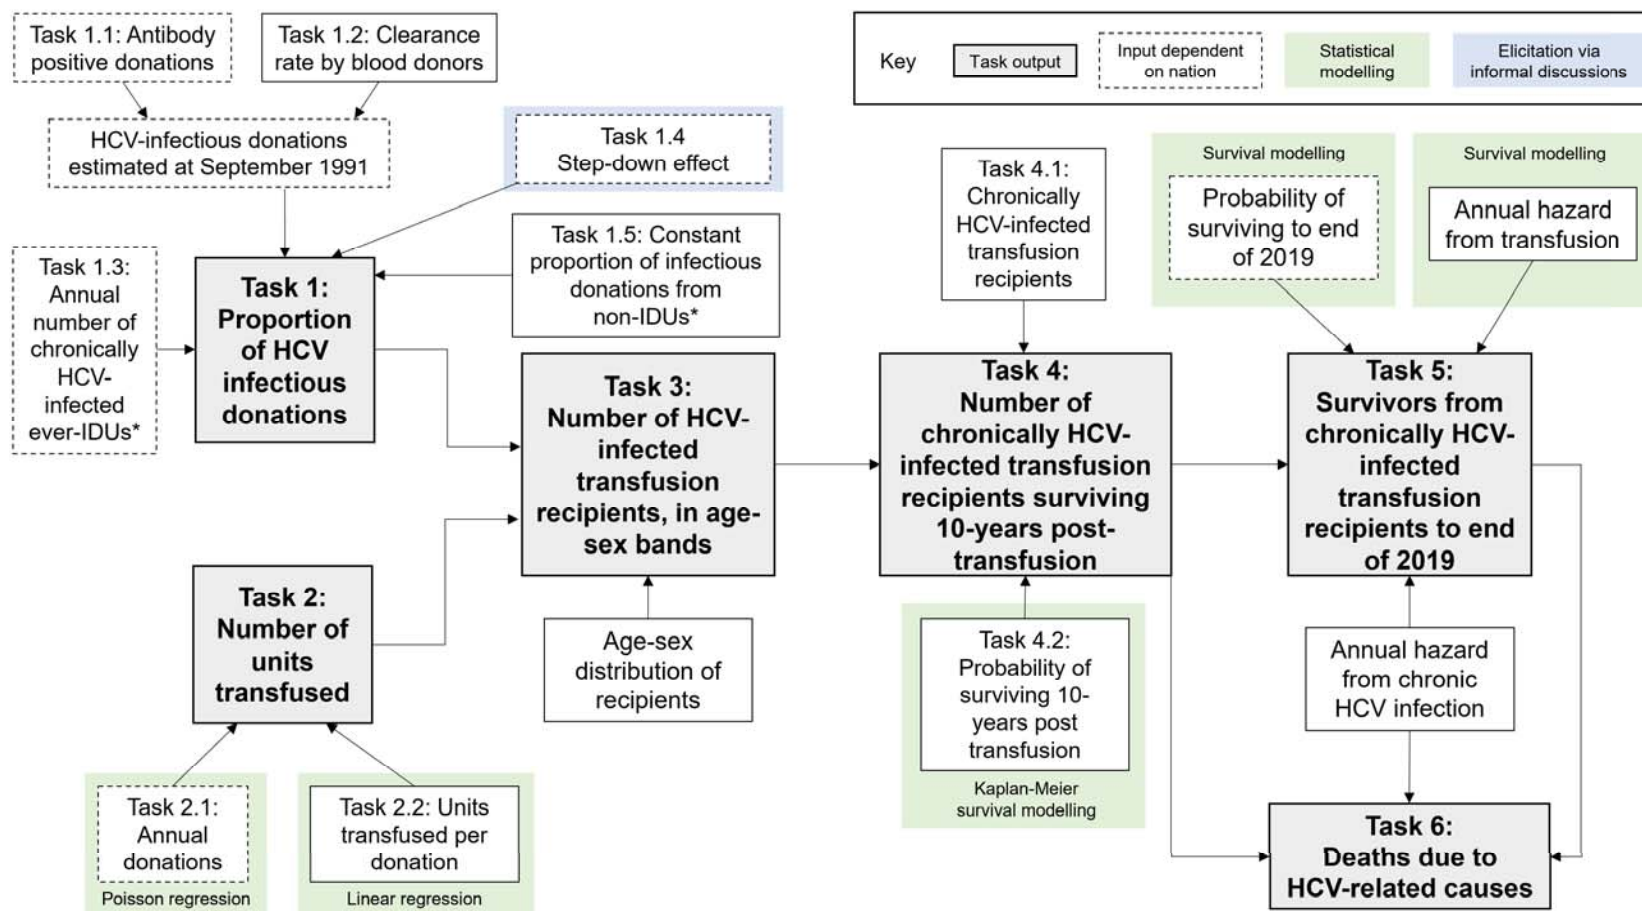 Task 1.1: Antibody
positive donations
Task 1.2: Clearance
rate by blood donors
HCV-infectious donations
estimated at September 1991
Task 1.4
Step-down effect
Task 1.3:
Annual
number of
chronically
HCV-
infected
ever-IDUs*
Task 1:
Proportion
of HCV
infectious
donations
Task 1.5: Constant
proportion of infectious
donations from
non-IDUs*
Task 2:
Number of
units
transfused
Task 2.1:
Annual
donations
Poisson regression
Task 2.2: Units
transfused per
donation
Linear regression
Task 3:
Number of HCV-
infected
transfusion
recipients, in age-
sex bands
Age-sex
distribution of
recipients
Key
Task output
Input dependent
on nation
Statistical
modelling
Elicitation via
informal discussions
Task 4.1:
Chronically
HCV-infected
transfusion
recipients
Task 4:
Number of
chronically HCV-
infected transfusion
recipients surviving
10-years post-
transfusion
Task 4.2:
Probability of
surviving 10-
years post
transfusion
Kaplan-Meier
survival modelling
Survival modelling
Probability of
surviving to end
of 2019
Survival modelling
Annual hazard
from transfusion
Task 5:
Survivors from
chronically HCV-
infected
transfusion
recipients to end
of 2019
Annual hazard
from chronic
HCV infection
Task 6:
Deaths due to
HCV-related causes